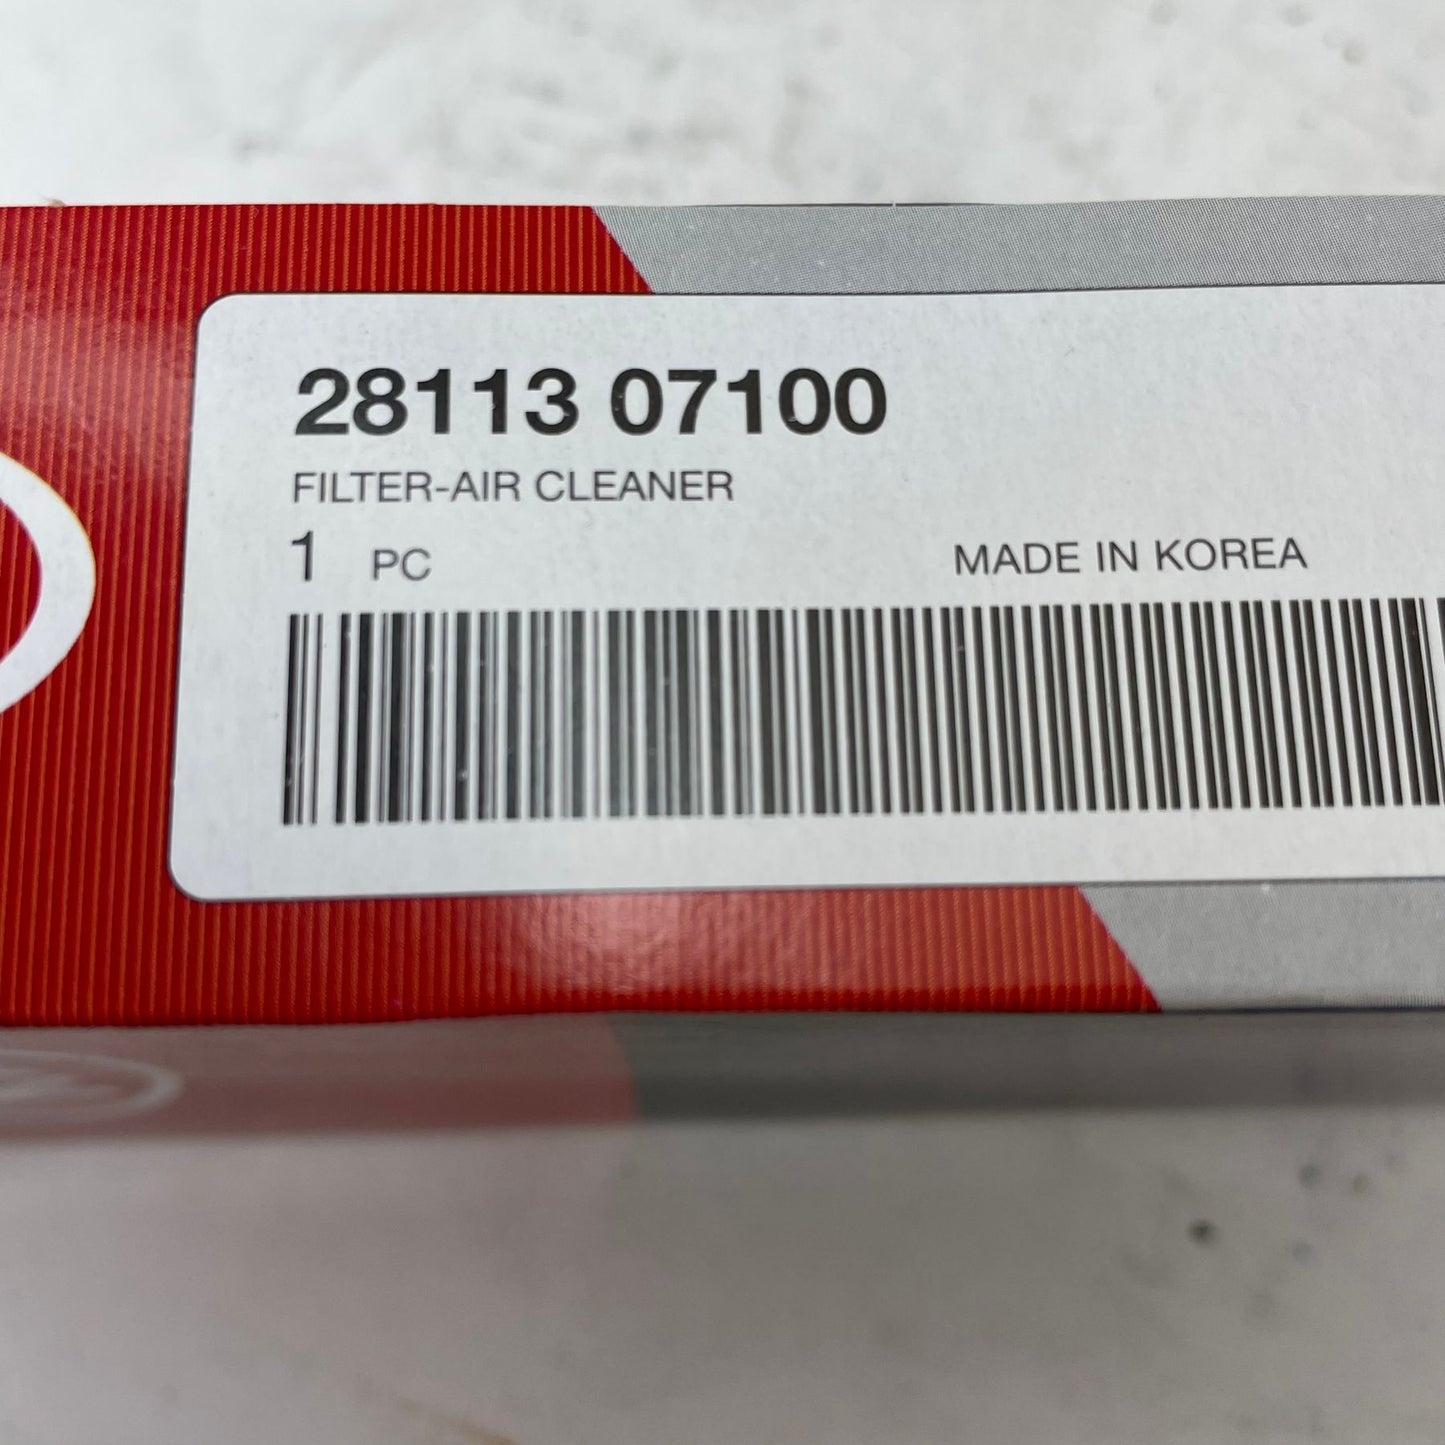 28113 07100
FILTER-AIR CLEANER
1 PC MADE IN KOREA